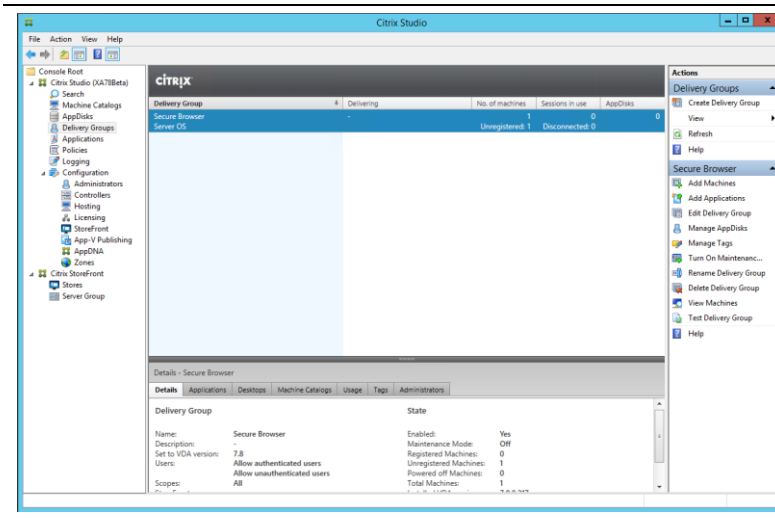 Citrix Studio
File Action View Help
Console Root
Citrix Studio (XA78Beta)
Search
Machine Catalogs
AppDisks
Delivery Groups
Applications
Policies
Logging
Configuration
Administrators
Controllers
Hosting
Licensing
StoreFront
App-V Publishing
AppDNA
Zones
Citrix StoreFront
Stores
Server Group
CITRIX
Delivery Group Delivering No. of machines Sessions in use AppDisks
Secure Browser - 1 0 0
Server OS Unregistered: 1 Disconnected: 0
Details - Secure Browser
Details Applications Desktops Machine Catalogs Usage Tags Administrators
Delivery Group State
Name: Secure Browser Enabled: Yes
Description: - Maintenance Mode: Off
Set to VDA version: 7.8 Registered Machines: 0
Users: Allow authenticated users Unregistered Machines: 1
Allow unauthenticated users Powered off Machines: 0
Scopes: All Total Machines: 1
Actions
Delivery Groups
Create Delivery Group
View
Refresh
Help
Secure Browser
Add Machines
Add Applications
Edit Delivery Group
Manage AppDisks
Manage Tags
Turn On Maintenanc...
Rename Delivery Group
Delete Delivery Group
View Machines
Test Delivery Group
Help